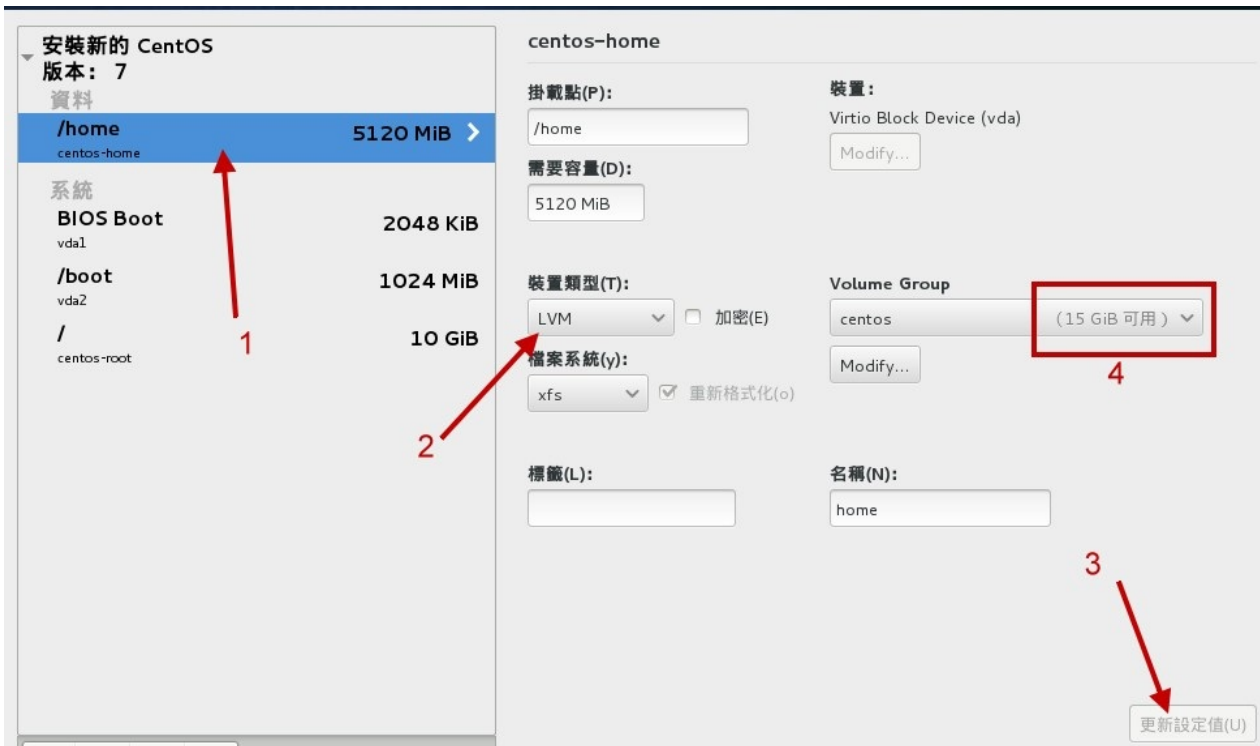 安裝新的 CentOS
版本: 7
資料
/home 5120 MiB
centos-home
系統
BIOS Boot 2048 KiB
vda1
/boot 1024 MiB
vda2
/ 10 GiB
centos-root
1
centos-home
掛載點(P):
/home
需要容量(D):
5120 MiB
裝置:
Virtio Block Device (vda)
Modify...
裝置類型(T):
LVM 加密(E)
檔案系統(y):
xfs 重新格式化(o)
2
Volume Group
centos (15 GiB 可用)
Modify...
4
標籤(L):
名稱(N):
home
3
更新設定值(U)